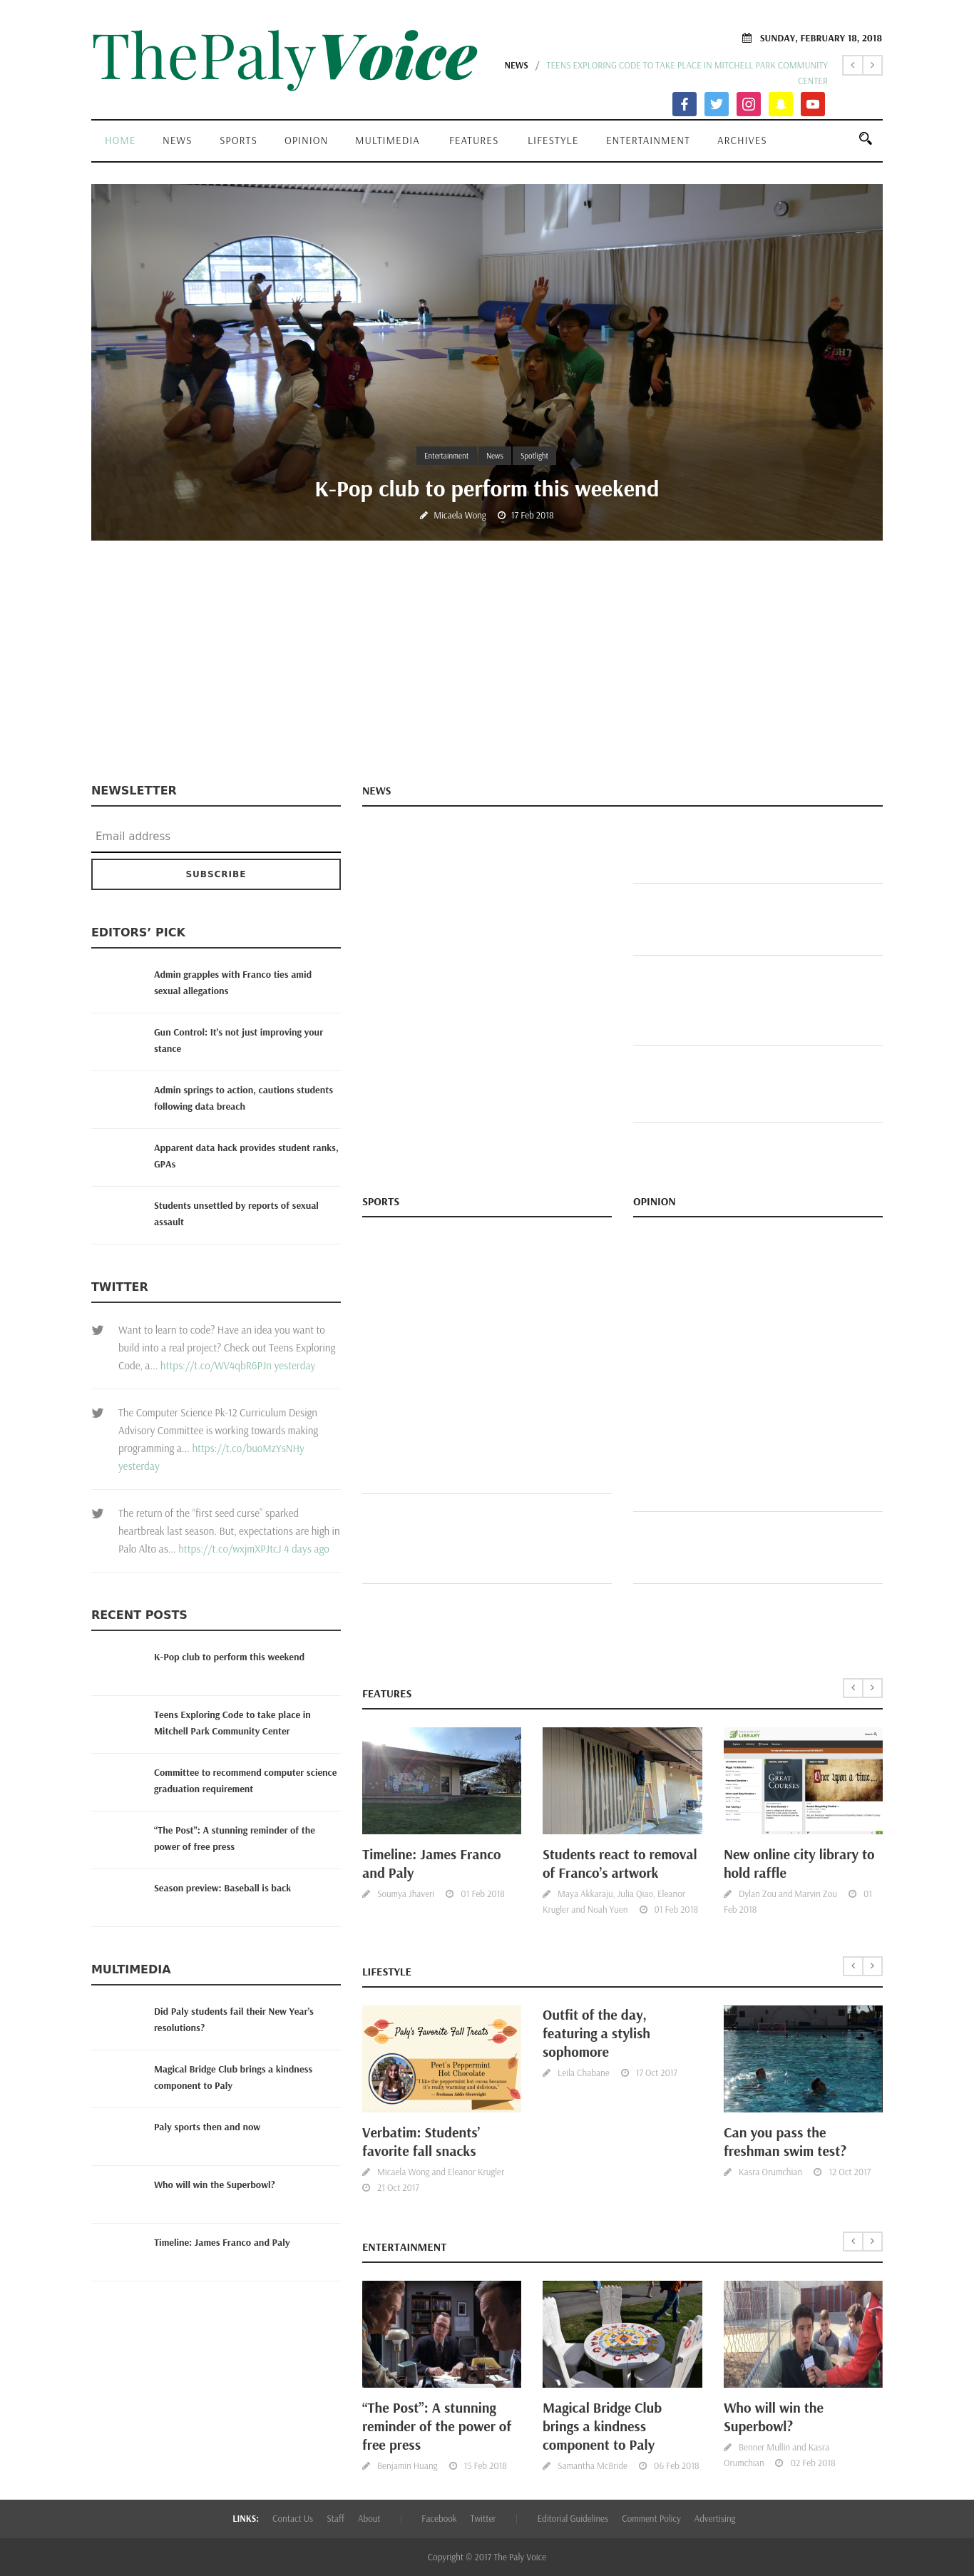 ThePalyVoice
SUNDAY, FEBRUARY 18, 2018
NEWS / TEENS EXPLORING CODE TO TAKE PLACE IN MITCHELL PARK COMMUNITY
CENTER
HOME NEWS SPORTS OPINION MULTIMEDIA FEATURES LIFESTYLE ENTERTAINMENT ARCHIVES
Entertainment News Spotlight
K-Pop club to perform this weekend
Micaela Wong 17 Feb 2018
NEWSLETTER
Email address
SUBSCRIBE
EDITORS’ PICK
Admin grapples with Franco ties amid
sexual allegations
Gun Control: It's not just improving your
stance
Admin springs to action, cautions students
following data breach
Apparent data hack provides student ranks,
GPAs
Students unsettled by reports of sexual
assault
TWITTER
Want to learn to code? Have an idea you want to
build into a real project? Check out Teens Exploring
Code, a... https://t.co/WV4qbR6PJn yesterday
The Computer Science Pk-12 Curriculum Design
Advisory Committee is working towards making
programming a... https://t.co/buoMzYsNHy
yesterday
The return of the “first seed curse” sparked
heartbreak last season. But, expectations are high in
Palo Alto as... https://t.co/wxjmXPJtcJ 4 days ago
RECENT POSTS
K-Pop club to perform this weekend
Teens Exploring Code to take place in
Mitchell Park Community Center
Committee to recommend computer science
graduation requirement
“The Post”: A stunning reminder of the
power of free press
Season preview: Baseball is back
MULTIMEDIA
Did Paly students fail their New Year's
resolutions?
Magical Bridge Club brings a kindness
component to Paly
Paly sports then and now
Who will win the Superbowl?
Timeline: James Franco and Paly
NEWS
SPORTS
OPINION
FEATURES
LIBRARY
THE
GREAT
COURSES
Once upon a time...
Timeline: James Franco
and Paly
Soumya Jhaveri 01 Feb 2018
Students react to removal
of Franco’s artwork
Maya Akkaraju, Julia Qiao, Eleanor
Krugler and Noah Yuen 01 Feb 2018
New online city library to
hold raffle
Dylan Zou and Marvin Zou 01
Feb 2018
LIFESTYLE
Paly's Favorite Fall Treats
Peet's Peppermint
Hot Chocolate
"I like the peppermint hot cocoa because
it's really warming and delicious."
Verbatim: Students’
favorite fall snacks
Micaela Wong and Eleanor Krugler
21 Oct 2017
Outfit of the day,
featuring a stylish
sophomore
Leila Chabane 17 Oct 2017
Can you pass the
freshman swim test?
Kasra Orumchian 12 Oct 2017
ENTERTAINMENT
“The Post”: A stunning
reminder of the power of
free press
Benjamin Huang 15 Feb 2018
Magical Bridge Club
brings a kindness
component to Paly
Samantha McBride 06 Feb 2018
Who will win the
Superbowl?
Benner Mullin and Kasra
Orumchian 02 Feb 2018
LINKS: Contact Us Staff About | Facebook Twitter | Editorial Guidelines Comment Policy Advertising
Copyright © 2017 The Paly Voice